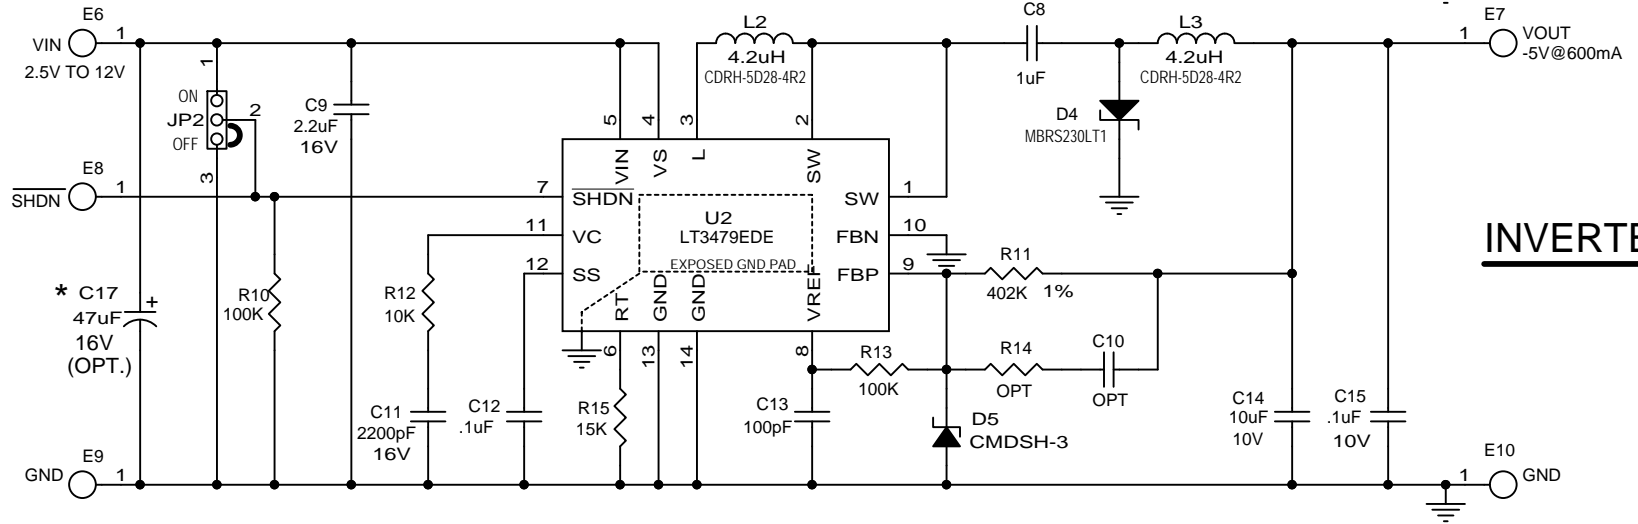 E6
VIN
1
2.5V TO 12V
1
ON
JP2
2
OFF
3
C9
2.2uF
16V
5
4
3
2
L2
4.2uH
CDRH-5D28-4R2
C8
1uF
L3
4.2uH
CDRH-5D28-4R2
D4
MBRS230LT1
E7
1
VOUT
-5V@600mA
E8
SHDN
1
7
11
12
VIN
VS
L
SW
SHDN
VC
SS
U2
LT3479EDE
EXPOSED GND PAD
SW
FBN
FBP
RT
GND
GND
VREF
1
10
9
6
13
14
8
R11
402K
1%
INVERTE
* C17
+
47uF
16V
(OPT.)
R10
100K
R12
10K
R13
100K
R14
OPT
C10
OPT
C11
2200pF
16V
C12
.1uF
R15
15K
C13
100pF
D5
CMDSH-3
C14
10uF
10V
C15
.1uF
10V
E9
GND
1
E10
1
GND